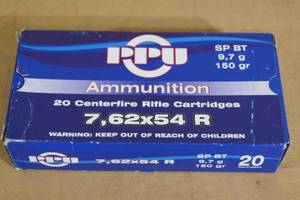 PPU
SP BT
9,7 g
150 gr
Ammunition
20 Centerfire Rifle Cartridges
7,62x54 R
WARNING: KEEP OUT OF REACH OF CHILDREN
PPU
7,62x54 R
SP BT
9,7 g
150 gr
20